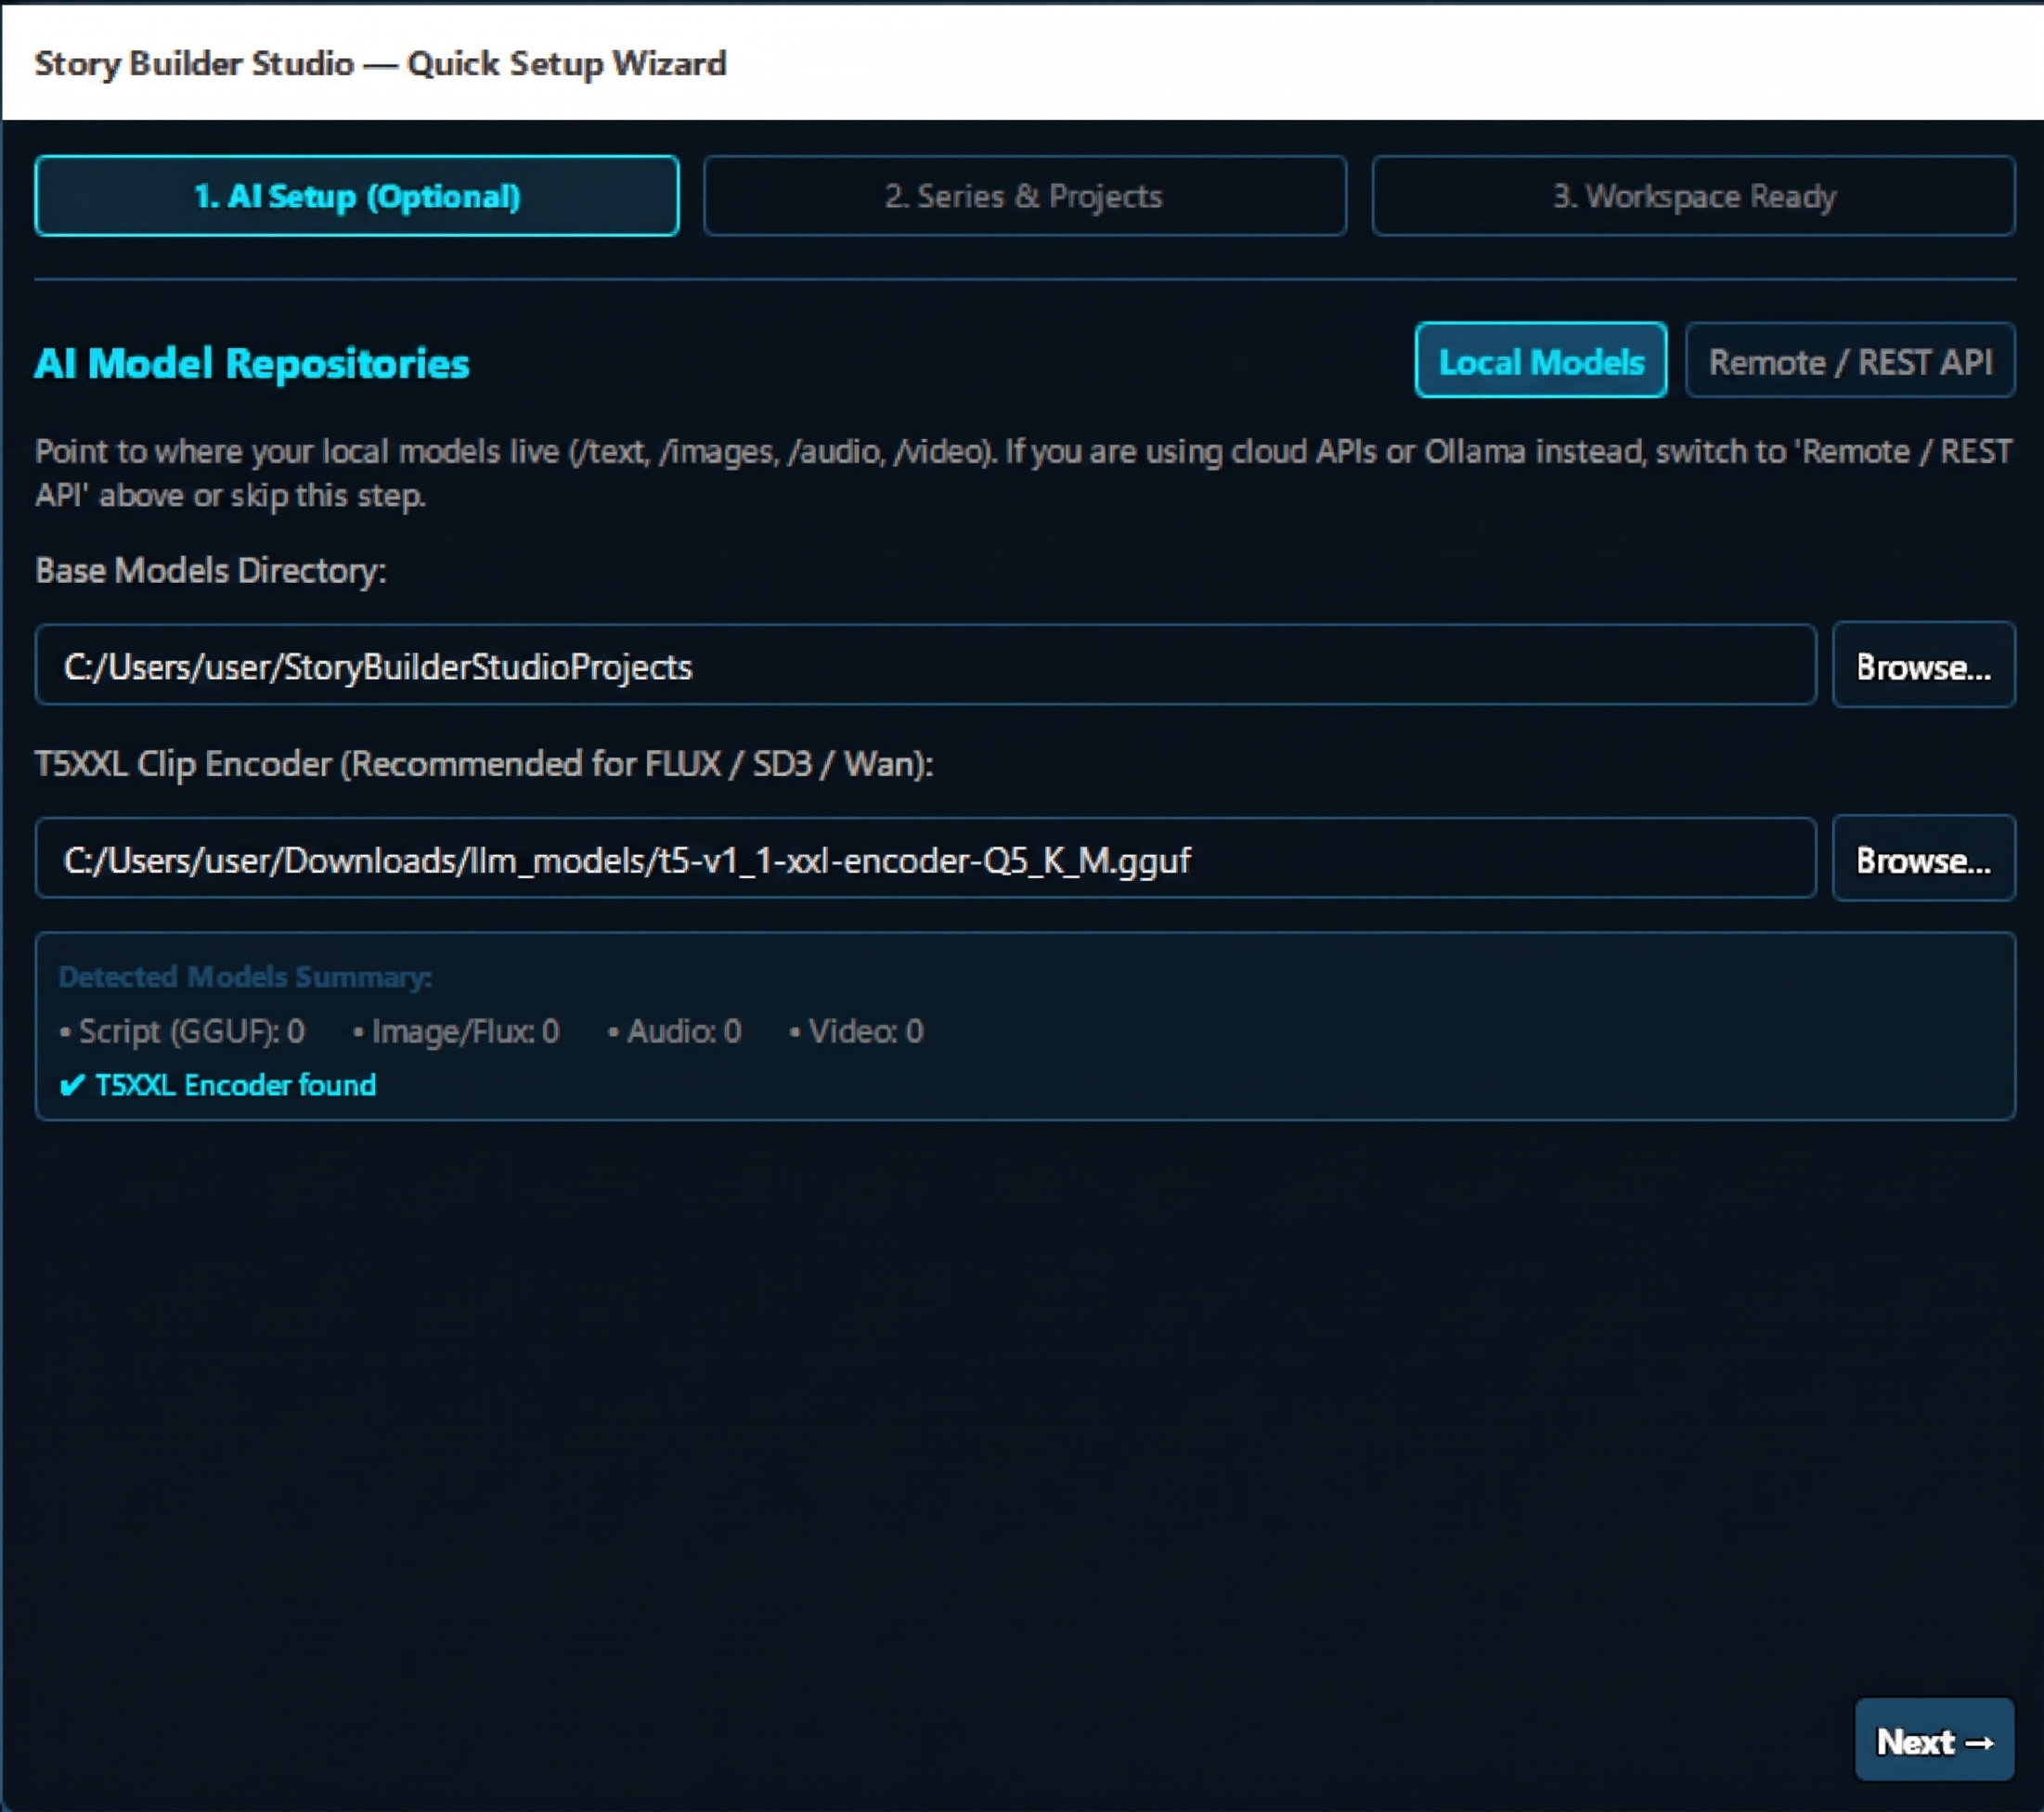 Story Builder Studio — Quick Setup Wizard
1. AI Setup (Optional)
2. Series & Projects
3. Workspace Ready
AI Model Repositories
Local Models
Remote / REST API
Point to where your local models live (/text, /images, /audio, /video). If you are using cloud APIs or Ollama instead, switch to 'Remote / REST
API' above or skip this step.
Base Models Directory:
C:/Users/user/StoryBuilderStudioProjects
Browse...
T5XXL Clip Encoder (Recommended for FLUX / SD3 / Wan):
C:/Users/user/Downloads/llm_models/t5-v1_1-xxl-encoder-Q5_K_M.gguf
Browse...
Detected Models Summary:
• Script (GGUF): 0 • Image/Flux: 0 • Audio: 0 • Video: 0
✔ T5XXL Encoder found
Next →